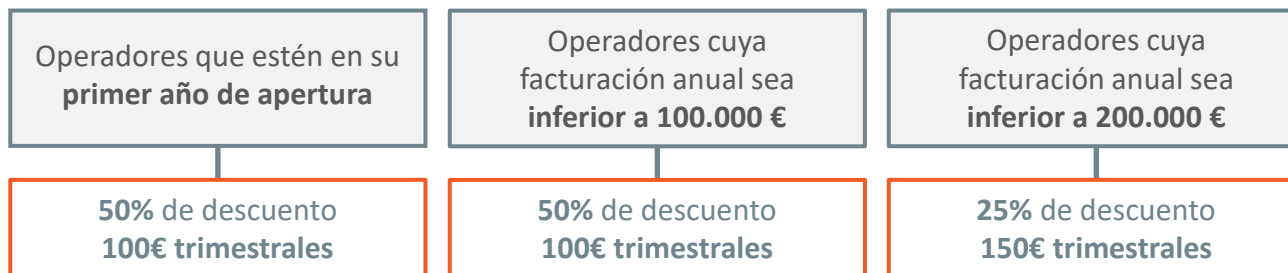 Operadores que estén en su
primer año de apertura
Operadores cuya
facturación anual sea
inferior a 100.000 €
Operadores cuya
facturación anual sea
inferior a 200.000 €
50% de descuento
100€ trimestrales
50% de descuento
100€ trimestrales
25% de descuento
150€ trimestrales